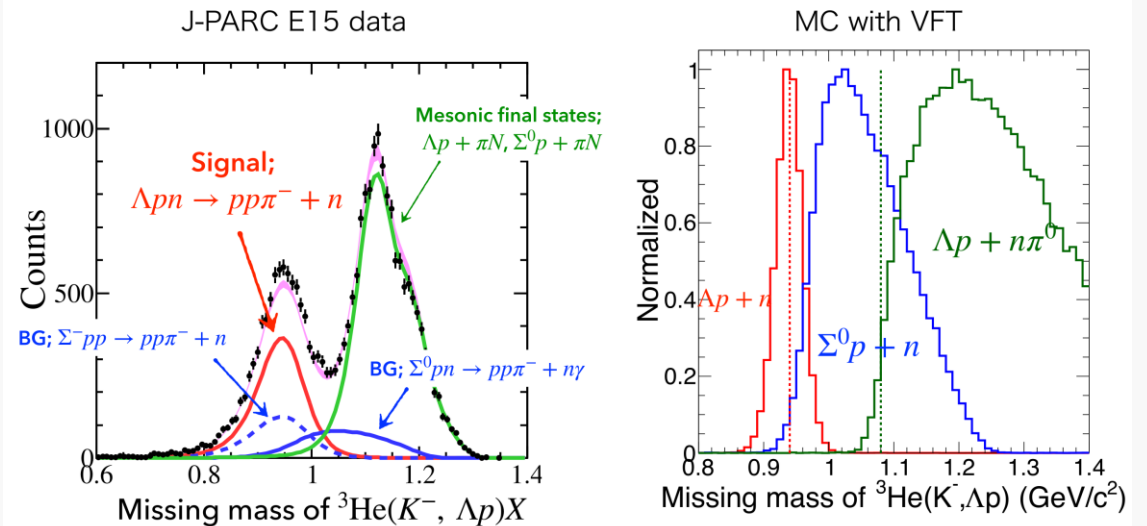 J-PARC E15 data
Counts
1000
500
0
0.6 0.8 1 1.2 1.4
Signal;
Λpn → ppπ⁻ + n
Mesonic final states;
Λp + πN, Σ⁰p + πN
BG; Σ⁻pp → ppπ⁻ + n
BG; Σ⁰pn → ppπ⁻ + nγ
Missing mass of ³He(K⁻, Λp)X
MC with VFT
Normalized
1
0.8
0.6
0.4
0.2
0
0.8 0.9 1 1.1 1.2 1.3 1.4
Λp + n
Σ⁰p + n
Λp + nπ⁰
Missing mass of ³He(K⁻,Λp) (GeV/c²)